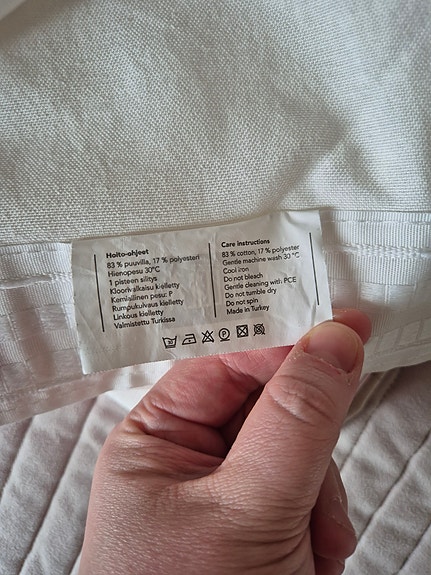 Hoito-ohjeet
83 % puuvilla, 17 % polyesteri
Hienopesu 30°C
1 pisteen silitys
Kloorivalkaisu kielletty
Kemiallinen pesu: P
Rumpukuivaus kielletty
Linkous kielletty
Valmistettu Turkissa
Care instructions
83 % cotton, 17 % polyester
Gentle machine wash 30 °C
Cool iron
Do not bleach
Gentle cleaning with: PCE
Do not tumble dry
Do not spin
Made in Turkey